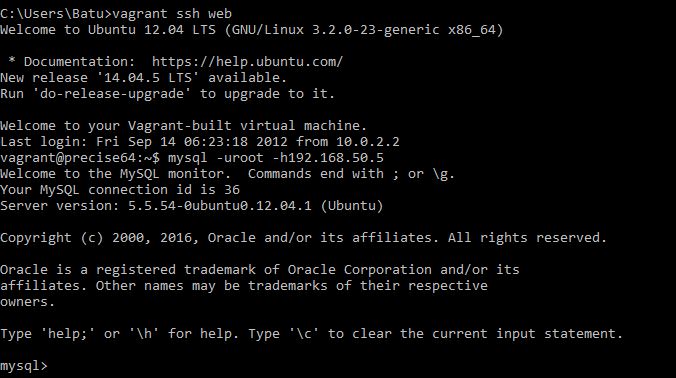 C:\Users\Batu>vagrant ssh web
Welcome to Ubuntu 12.04 LTS (GNU/Linux 3.2.0-23-generic x86_64)
* Documentation:  https://help.ubuntu.com/
New release '14.04.5 LTS' available.
Run 'do-release-upgrade' to upgrade to it.
Welcome to your Vagrant-built virtual machine.
Last login: Fri Sep 14 06:23:18 2012 from 10.0.2.2
vagrant@precise64:~$ mysql -uroot -h192.168.50.5
Welcome to the MySQL monitor.  Commands end with ; or \g.
Your MySQL connection id is 36
Server version: 5.5.54-0ubuntu0.12.04.1 (Ubuntu)
Copyright (c) 2000, 2016, Oracle and/or its affiliates. All rights reserved.
Oracle is a registered trademark of Oracle Corporation and/or its
affiliates. Other names may be trademarks of their respective
owners.
Type 'help;' or '\h' for help. Type '\c' to clear the current input statement.
mysql>